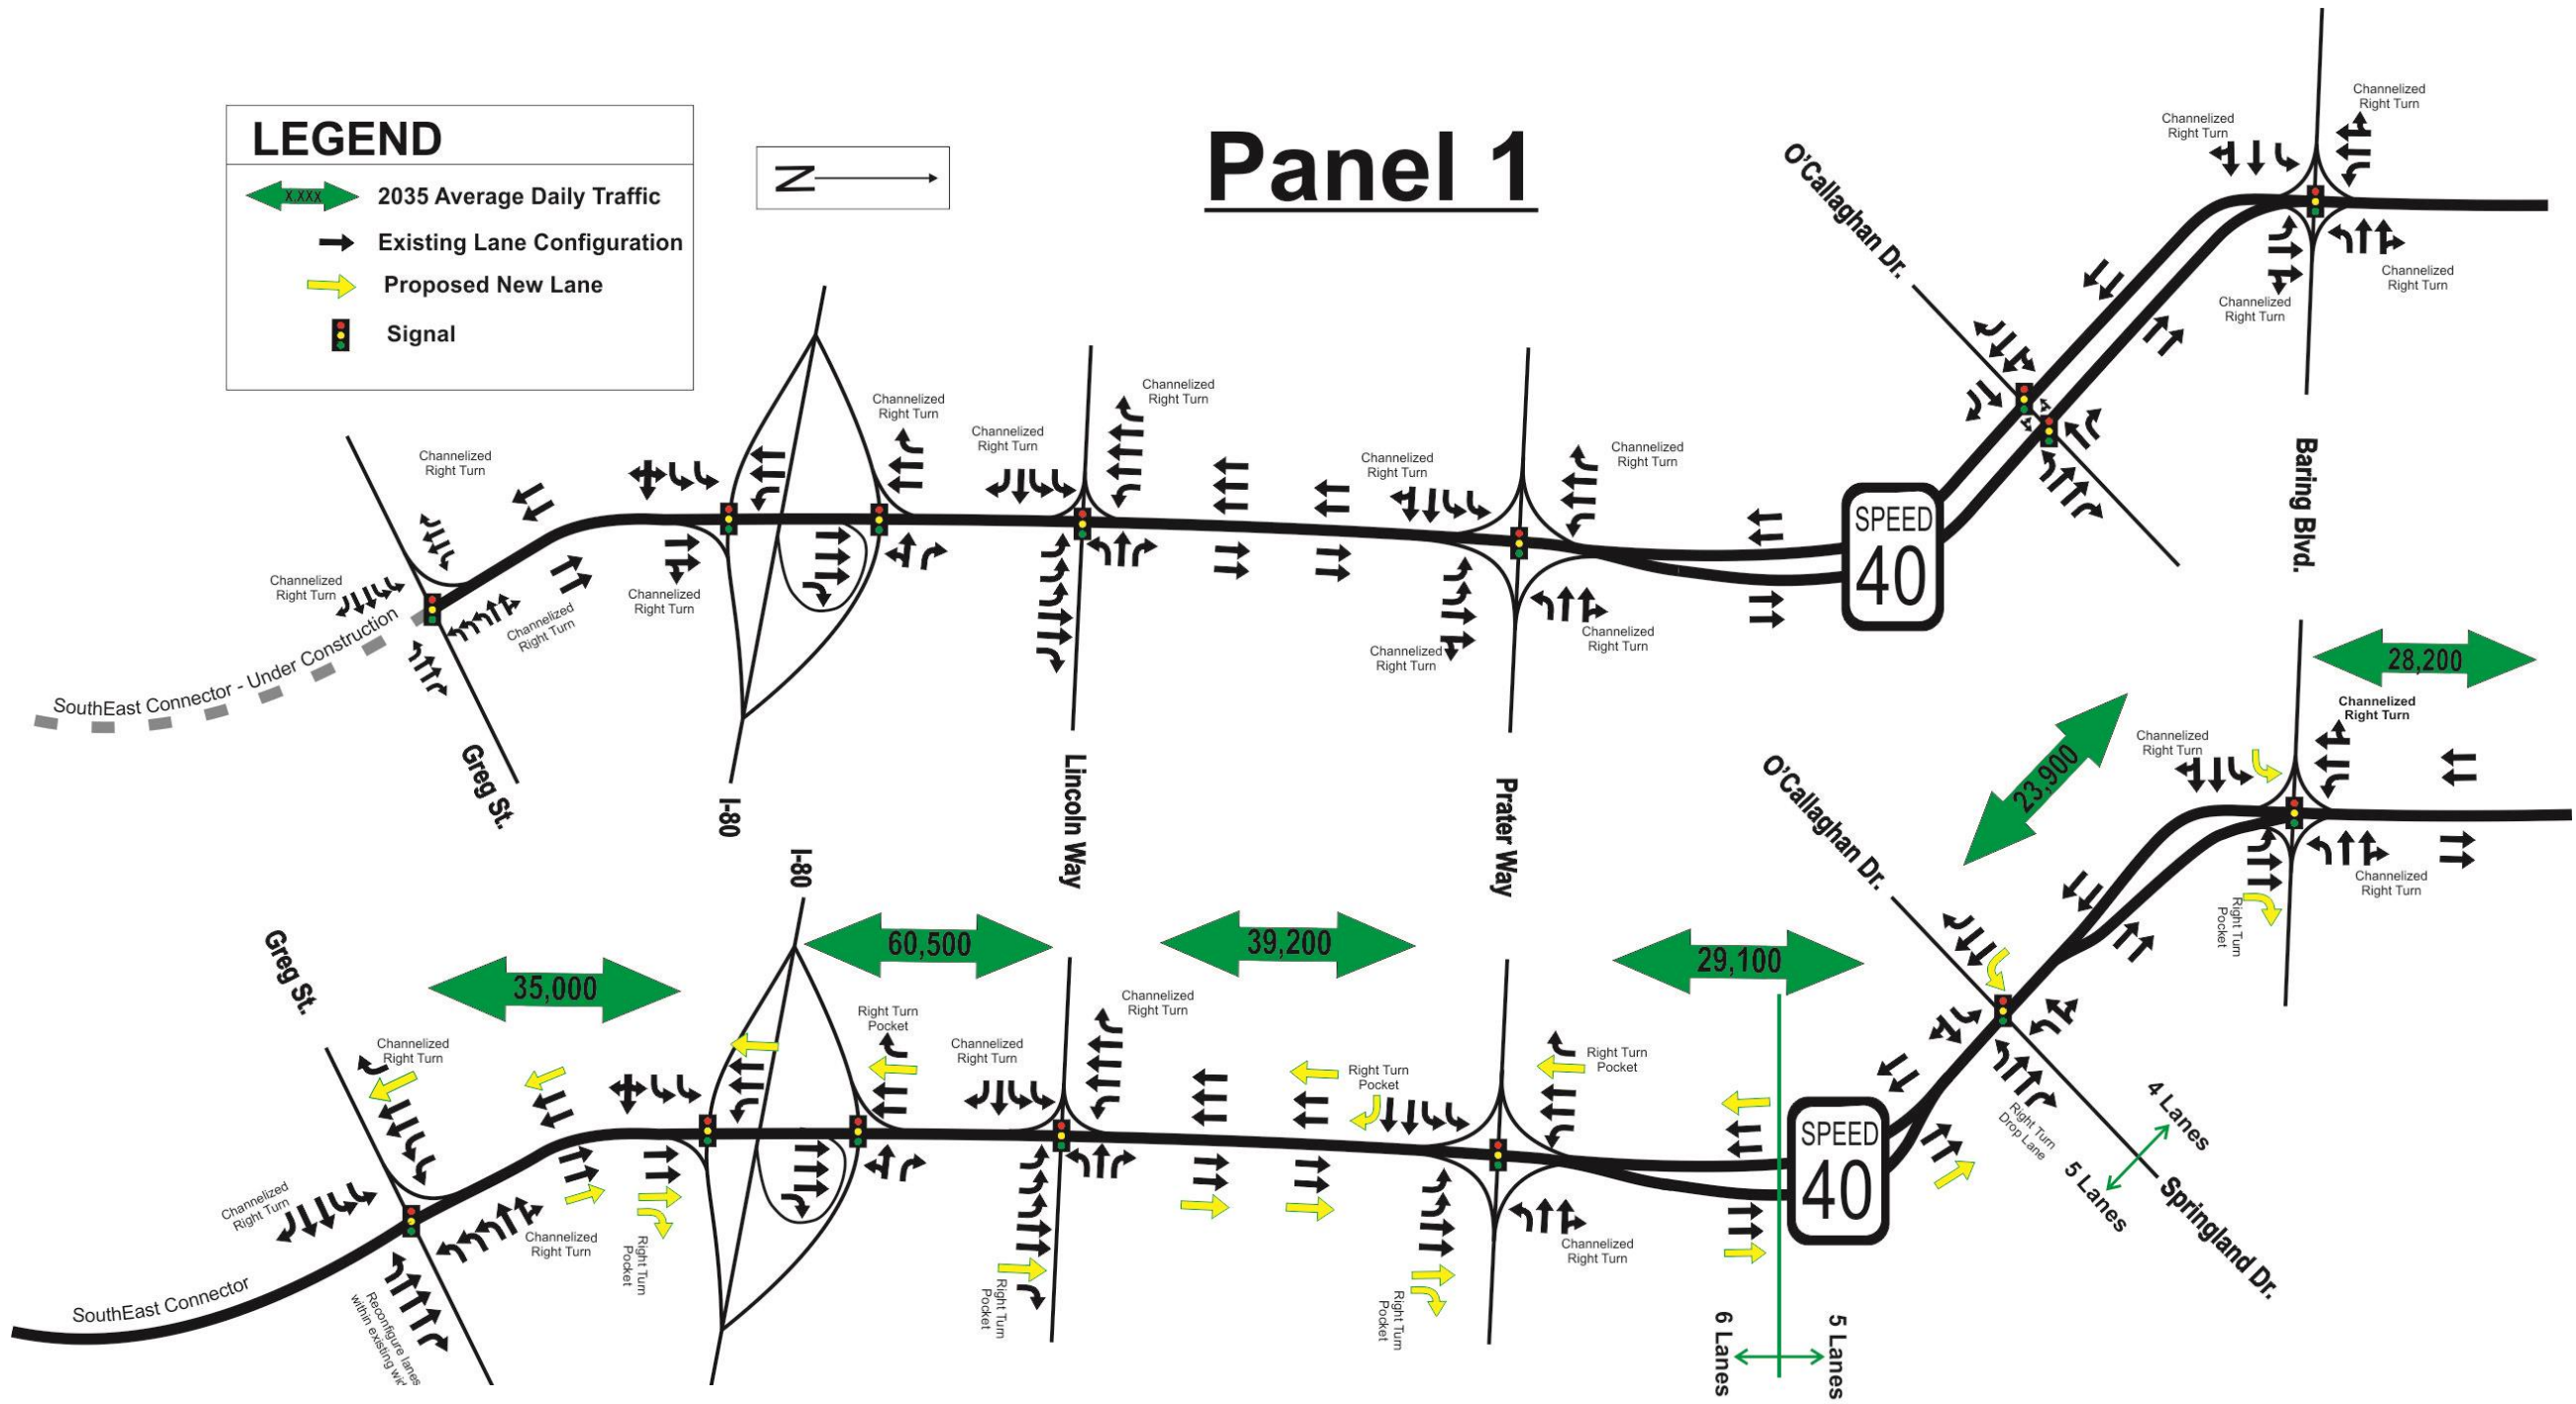 Panel 1
LEGEND
X,XXX
2035 Average Daily Traffic
Existing Lane Configuration
Proposed New Lane
Signal
N
Channelized
Right Turn
Channelized
Right Turn
O'Callaghan Dr.
Channelized
Right Turn
Channelized
Right Turn
Baring Blvd.
Channelized
Right Turn
Channelized
Right Turn
Channelized
Right Turn
Channelized
Right Turn
Channelized
Right Turn
Channelized
Right Turn
Channelized
Right Turn
Channelized
Right Turn
Channelized
Right Turn
Channelized
Right Turn
Channelized
Right Turn
Channelized
Right Turn
SPEED
40
SouthEast Connector - Under Construction
Greg St.
I-80
Lincoln Way
Prater Way
28,200
23,900
Channelized
Right Turn
Channelized
Right Turn
O'Callaghan Dr.
Channelized
Right Turn
Right Turn
Pocket
I-80
Greg St.
35,000
60,500
39,200
29,100
Channelized
Right Turn
Right Turn
Pocket
Channelized
Right Turn
Channelized
Right Turn
Right Turn
Pocket
Right Turn
Pocket
Channelized
Right Turn
Channelized
Right Turn
Right Turn
Pocket
Right Turn
Pocket
Right Turn
Pocket
Channelized
Right Turn
SPEED
40
Right Turn
Drop Lane
4 Lanes
5 Lanes
Springland Dr.
SouthEast Connector
Reconfigure lanes
within existing
6 Lanes
5 Lanes